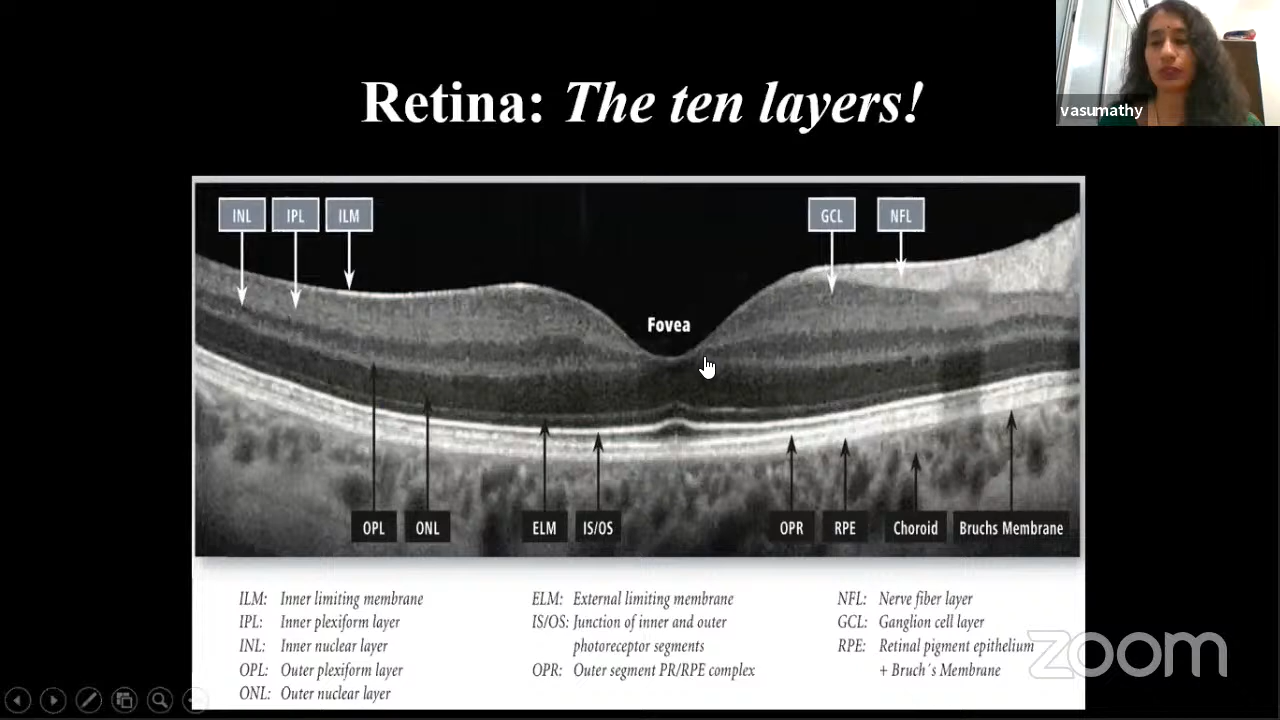 Retina: The ten layers!
vasumathy
INL IPL ILM
GCL NFL
Fovea
OPL ONL ELM IS/OS OPR RPE Choroid Bruchs Membrane
ILM: Inner limiting membrane
IPL: Inner plexiform layer
INL: Inner nuclear layer
OPL: Outer plexiform layer
ONL: Outer nuclear layer
ELM: External limiting membrane
IS/OS: Junction of inner and outer
photoreceptor segments
OPR: Outer segment PR/RPE complex
NFL: Nerve fiber layer
GCL: Ganglion cell layer
RPE: Retinal pigment epithelium
+ Bruch´s Membrane
zoom